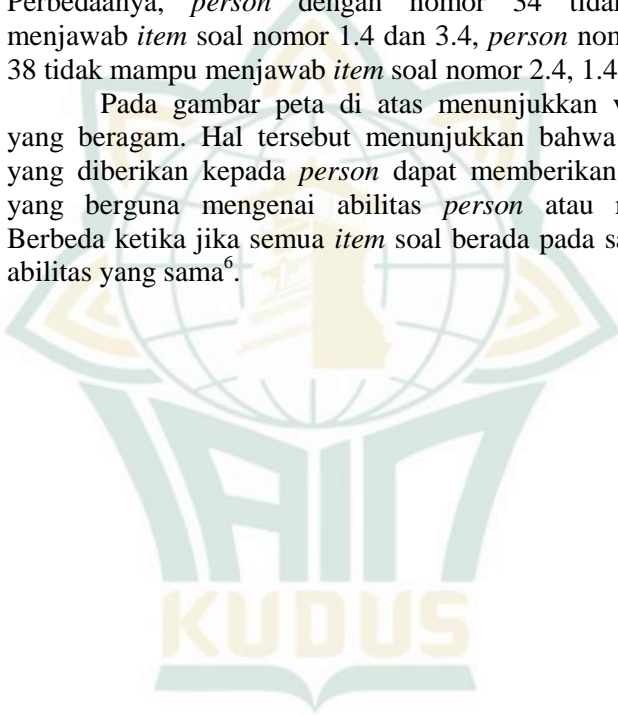 Perbedaanya, person dengan nomor 34 tidak
menjawab item soal nomor 1.4 dan 3.4, person nom
38 tidak mampu menjawab item soal nomor 2.4, 1.4
Pada gambar peta di atas menunjukkan v
yang beragam. Hal tersebut menunjukkan bahwa
yang diberikan kepada person dapat memberikan
yang berguna mengenai abilitas person atau
Berbeda ketika jika semua item soal berada pada sa
abilitas yang sama⁶.
IAIN
KUDUS